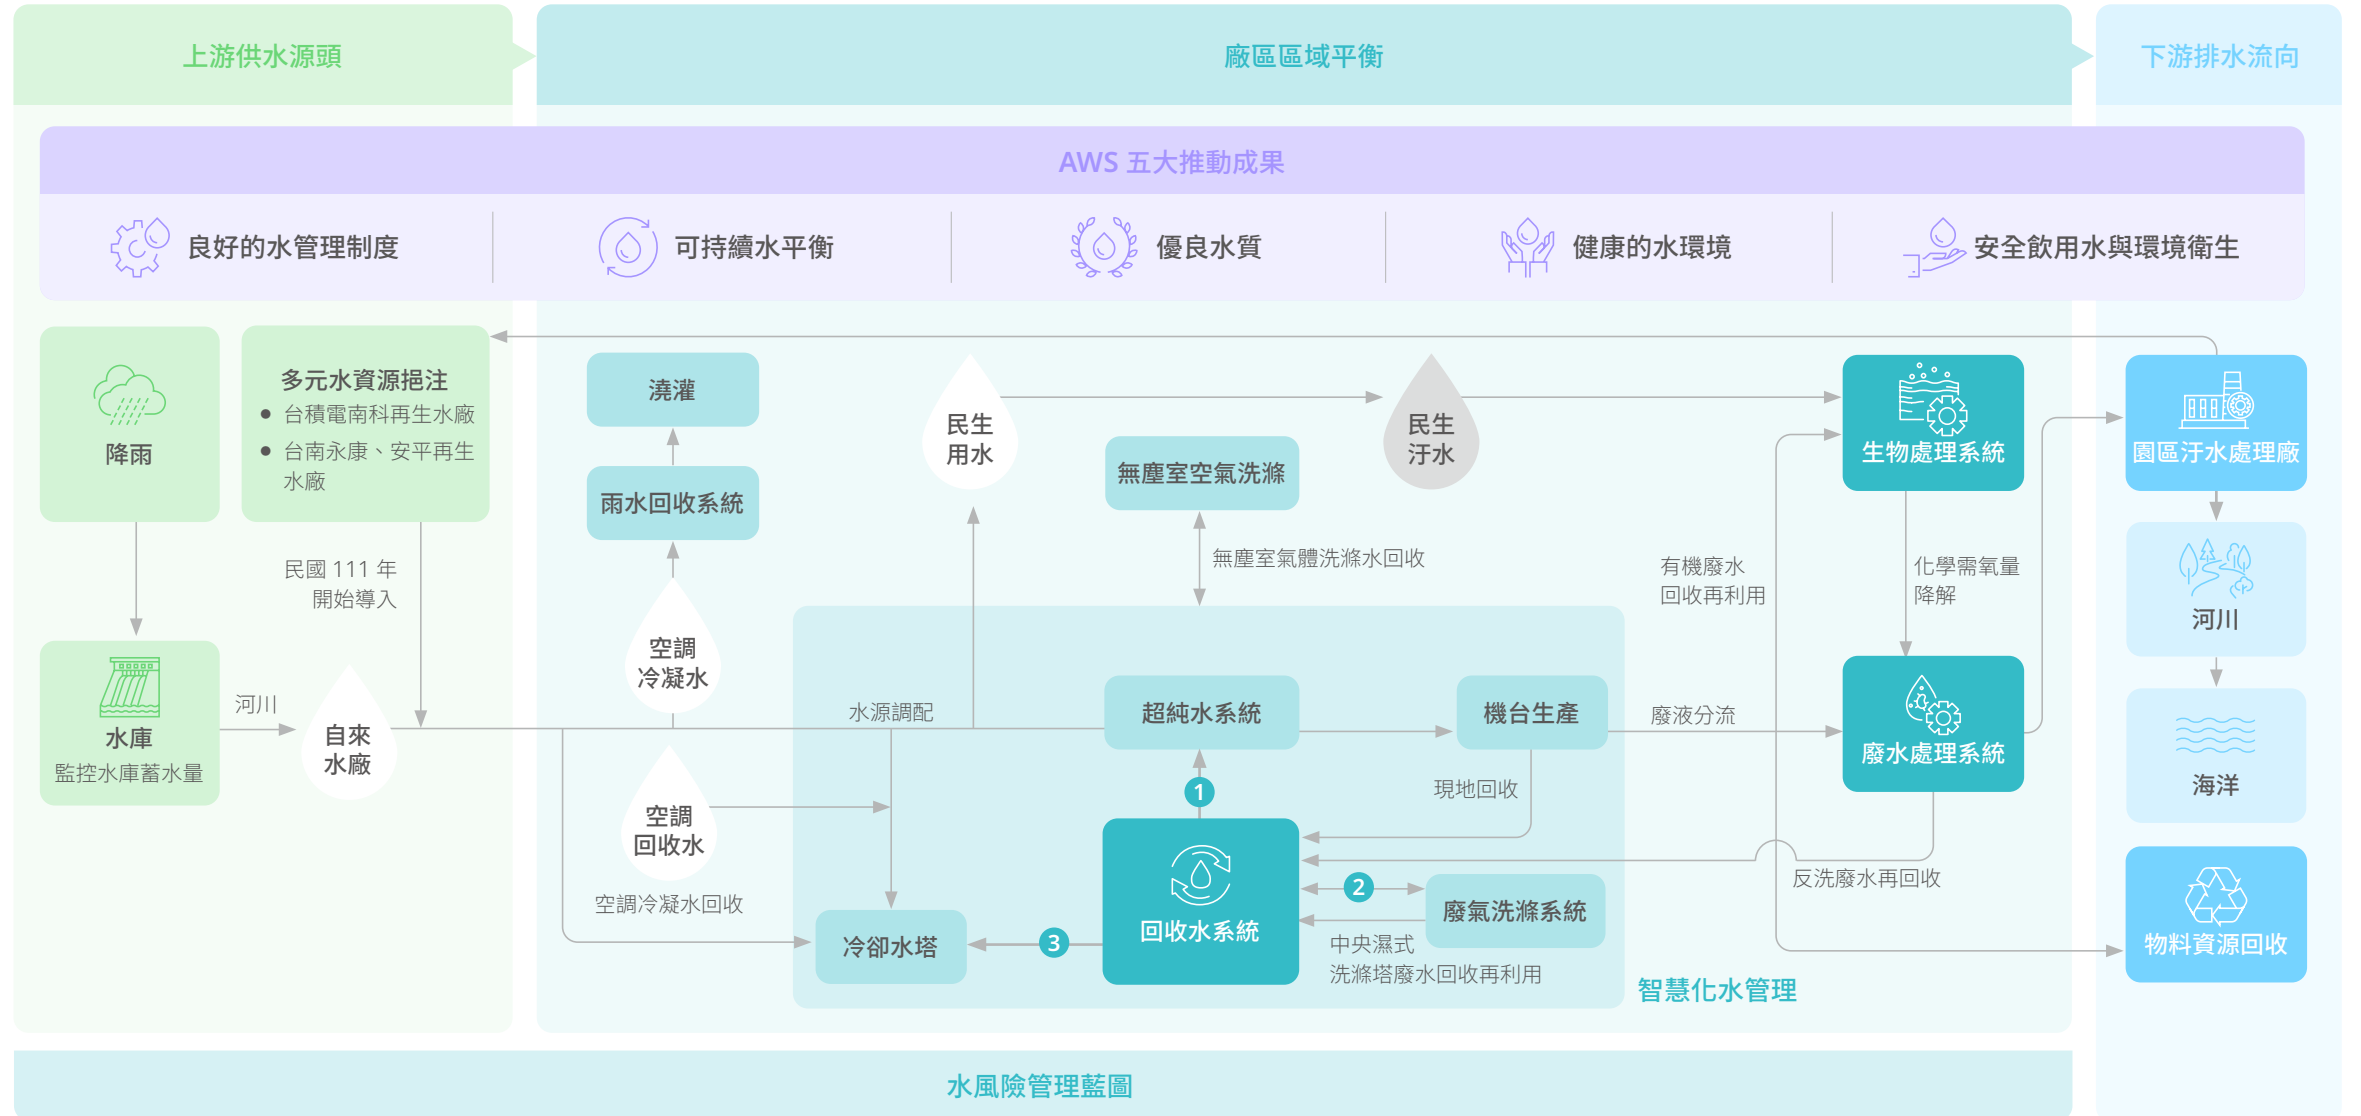 上游供水源頭
廠區區域平衡
下游排水流向
AWS 五大推動成果
良好的水管理制度
可持續水平衡
優良水質
健康的水環境
安全飲用水與環境衛生
降雨
多元水資源挹注
台積電南科再生水廠
台南永康、安平再生
水廠
民國 111 年
開始導入
水庫
監控水庫蓄水量
河川
自來
水廠
澆灌
雨水回收系統
空調
冷凝水
空調
回收水
空調冷凝水回收
水源調配
民生
用水
民生
汙水
無塵室空氣洗滌
無塵室氣體洗滌水回收
超純水系統
機台生產
現地回收
1
回收水系統
2
廢氣洗滌系統
中央濕式
洗滌塔廢水回收再利用
3
冷卻水塔
智慧化水管理
廢液分流
有機廢水
回收再利用
生物處理系統
化學需氧量
降解
廢水處理系統
反洗廢水再回收
園區汙水處理廠
河川
海洋
物料資源回收
水風險管理藍圖